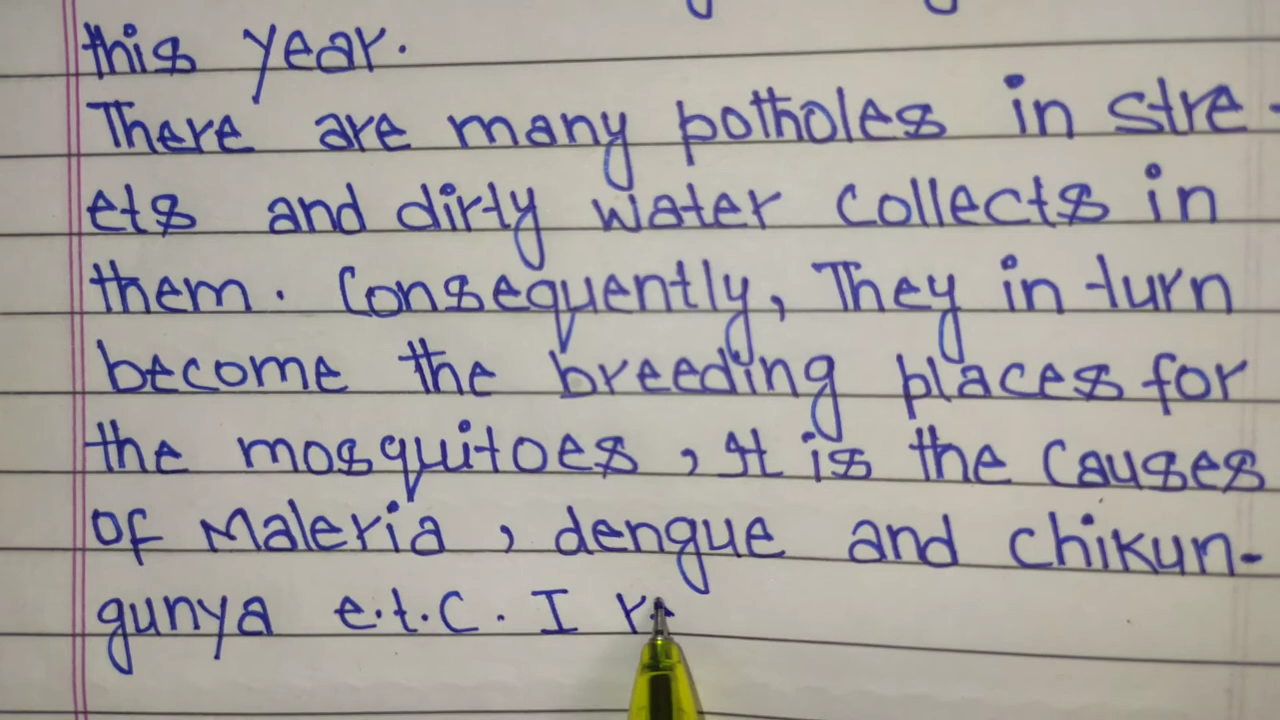 this year.
There are many potholes in stre-
ets and dirty water collects in
them. Consequently, They in turn
become the breeding places for
the mosquitoes, It is the causes
of Maleria, dengue and chikun-
gunya e.t.c. I